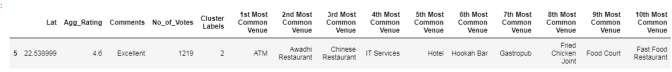 :
Lat Agg_Rating Comments No_of_Votes Cluster Labels 1st Most Common Venue 2nd Most Common Venue 3rd Most Common Venue 4th Most Common Venue 5th Most Common Venue 6th Most Common Venue 7th Most Common Venue 8th Most Common Venue 9th Most Common Venue 10th Most Common Venue
5 22.538999 4.6 Excellent 1219 2 ATM Awadhi Restaurant Chinese Restaurant IT Services Hotel Hookah Bar Gastropub Fried Chicken Joint Food Court Fast Food Restaurant